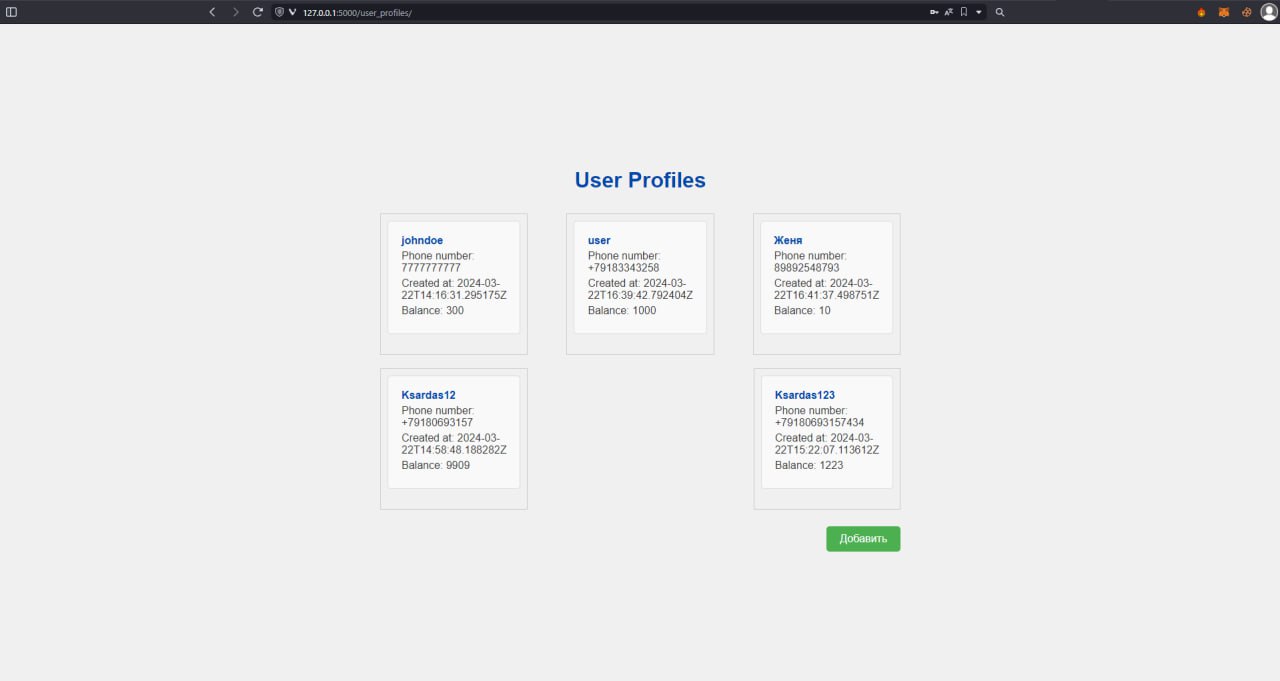 127.0.0.1:5000/user_profiles/
User Profiles
johndoe
Phone number:
7777777777
Created at: 2024-03-
22T14:16:31.295175Z
Balance: 300
user
Phone number:
+79183343258
Created at: 2024-03-
22T16:39:42.792404Z
Balance: 1000
Женя
Phone number:
89892548793
Created at: 2024-03-
22T16:41:37.498751Z
Balance: 10
Ksardas12
Phone number:
+79180693157
Created at: 2024-03-
22T14:58:48.188282Z
Balance: 9909
Ksardas123
Phone number:
+79180693157434
Created at: 2024-03-
22T15:22:07.113612Z
Balance: 1223
Добавить